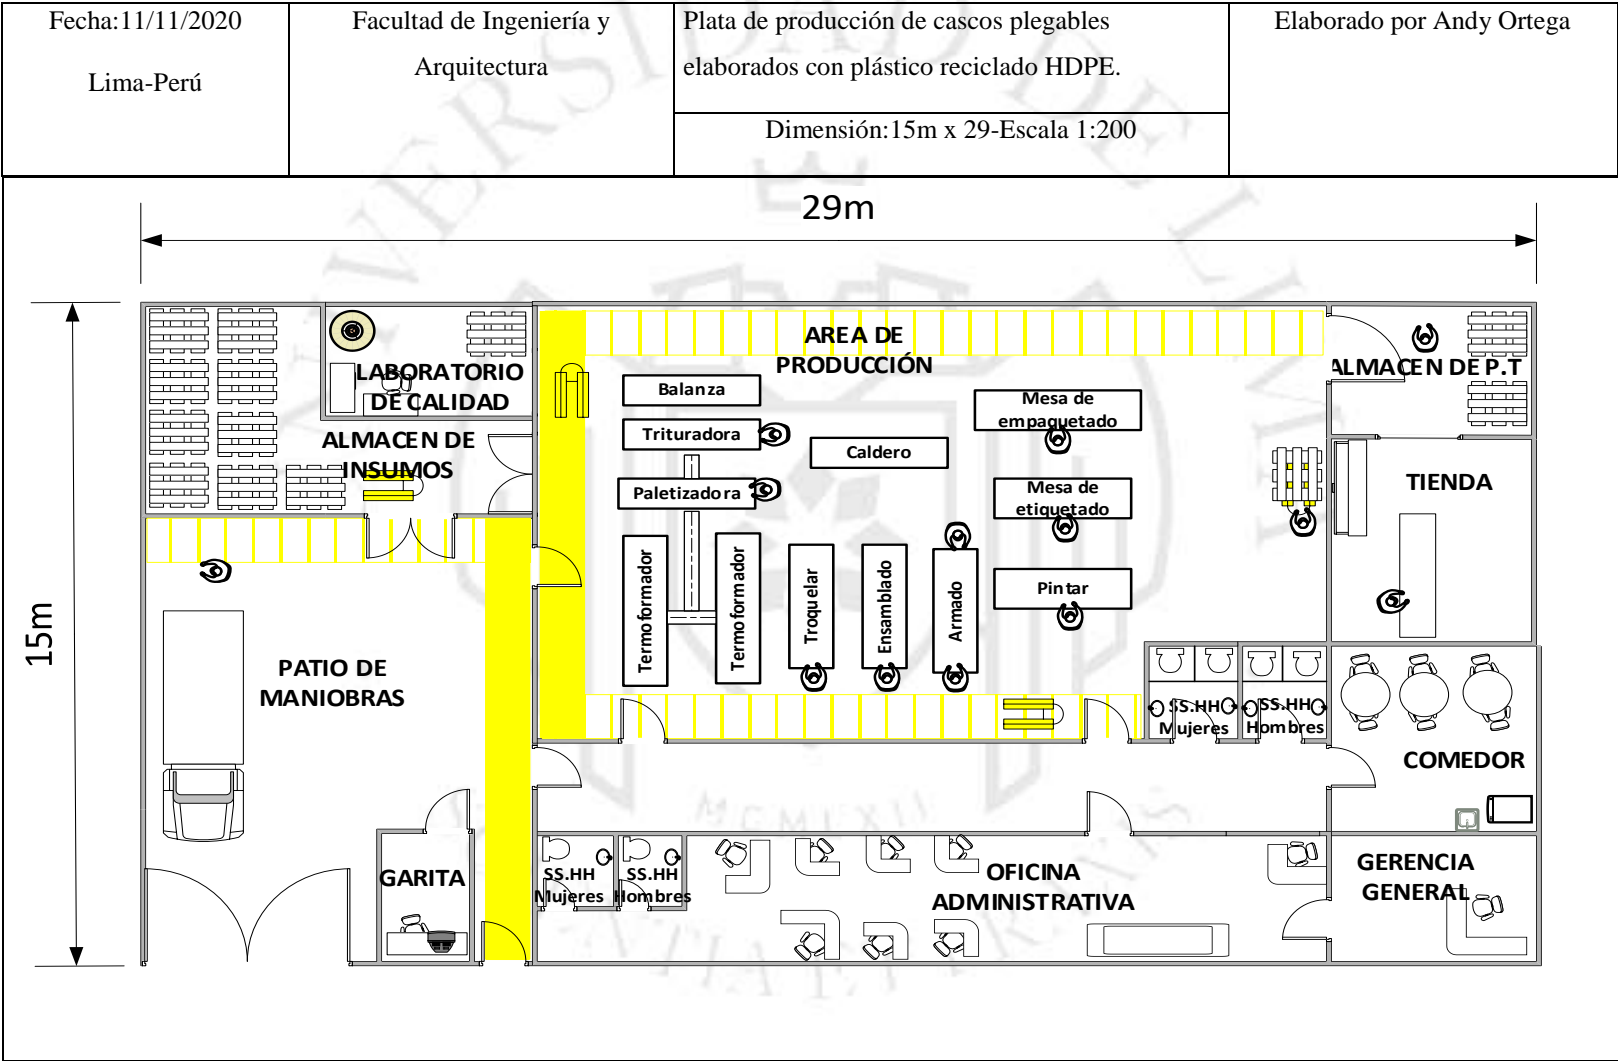 Fecha:11/11/2020
Lima-Perú
Facultad de Ingeniería y
Arquitectura
Plata de producción de cascos plegables
elaborados con plástico reciclado HDPE.
Dimensión:15m x 29-Escala 1:200
Elaborado por Andy Ortega
UNIVERSIDAD DE LIMA
29m
15m
AREA DE
PRODUCCIÓN
LABORATORIO
DE CALIDAD
ALMACEN DE
INSUMOS
Balanza
Trituradora
Paletizadora
Caldero
Mesa de
empaquetado
Mesa de
etiquetado
Pintar
Termoformador
Termoformador
Troquelar
Ensamblado
Armado
ALMACEN DE P.T
TIENDA
PATIO DE
MANIOBRAS
SS.HH
Mujeres
SS.HH
Hombres
COMEDOR
MCMLXII
GARITA
SS.HH
Mujeres
SS.HH
Hombres
OFICINA
ADMINISTRATIVA
GERENCIA
GENERAL